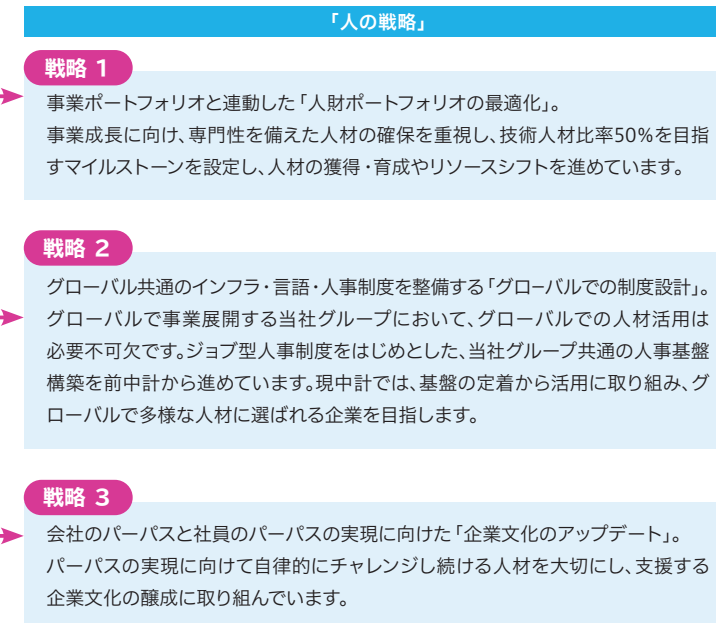 「人の戦略」
戦略 1
事業ポートフォリオと連動した「人財ポートフォリオの最適化」。
事業成長に向け、専門性を備えた人材の確保を重視し、技術人材比率50%を目指
すマイルストーンを設定し、人材の獲得・育成やリソースシフトを進めています。
戦略 2
グローバル共通のインフラ・言語・人事制度を整備する「グローバルでの制度設計」。
グローバルで事業展開する当社グループにおいて、グローバルでの人材活用は
必要不可欠です。ジョブ型人事制度をはじめとした、当社グループ共通の人事基盤
構築を前中計から進めています。現中計では、基盤の定着から活用に取り組み、グ
ローバルで多様な人材に選ばれる企業を目指します。
戦略 3
会社のパーパスと社員のパーパスの実現に向けた「企業文化のアップデート」。
パーパスの実現に向けて自律的にチャレンジし続ける人材を大切にし、支援する
企業文化の醸成に取り組んでいます。